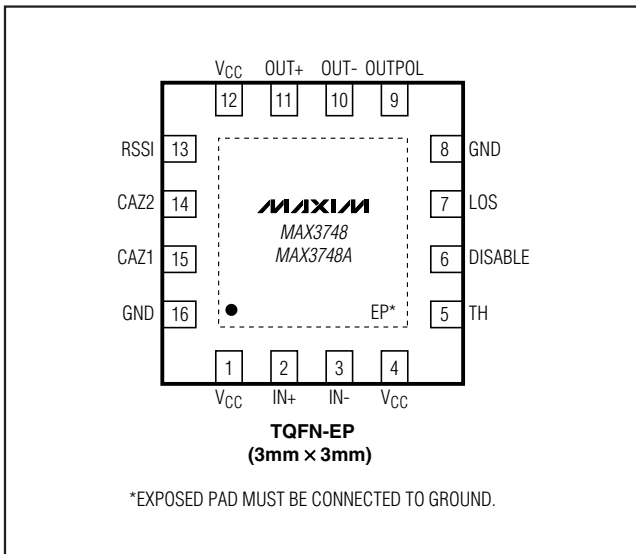 VCC OUT+ OUT- OUTPOL
12 11 10 9
RSSI 13 8 GND
CAZ2 14 7 LOS
CAZ1 15 6 DISABLE
GND 16 5 TH
MAXIM
MAX3748
MAX3748A
EP*
1 2 3 4
VCC IN+ IN- VCC
TQFN-EP
(3mm × 3mm)
*EXPOSED PAD MUST BE CONNECTED TO GROUND.